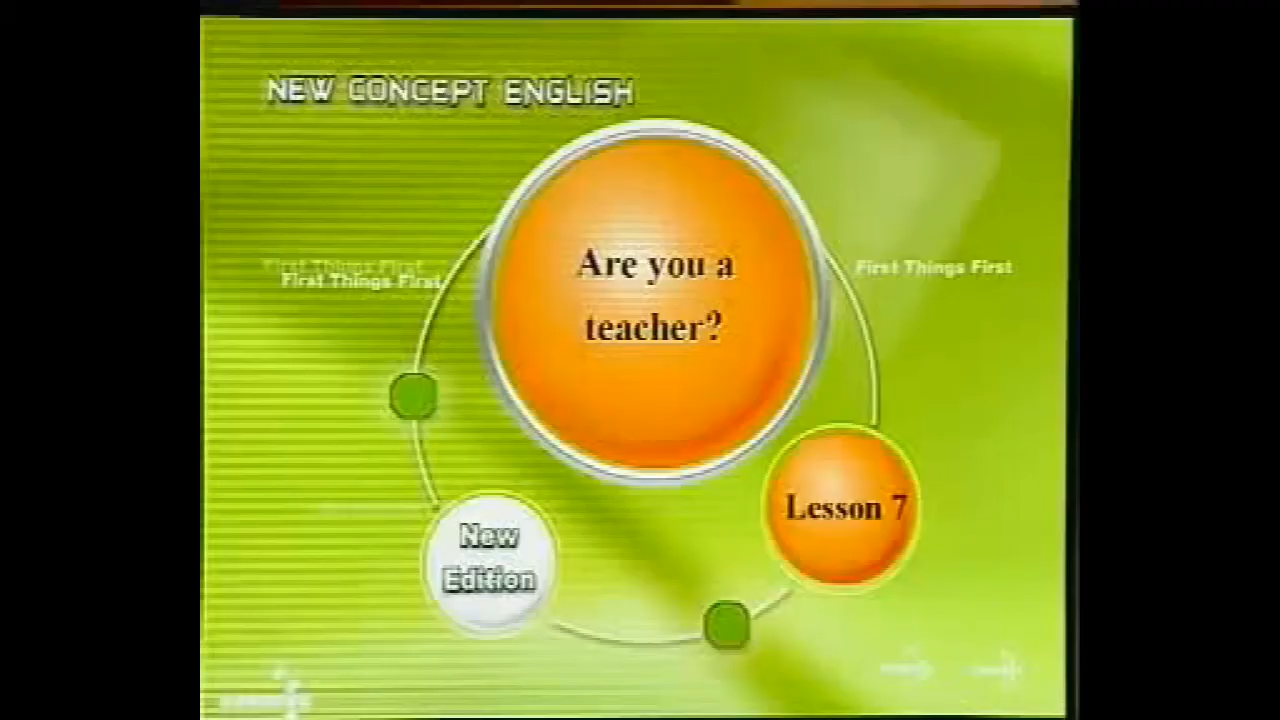 NEW CONCEPT ENGLISH
Are you a
teacher?
First Things First
First Things First
First Things First
Lesson 7
New
Edition